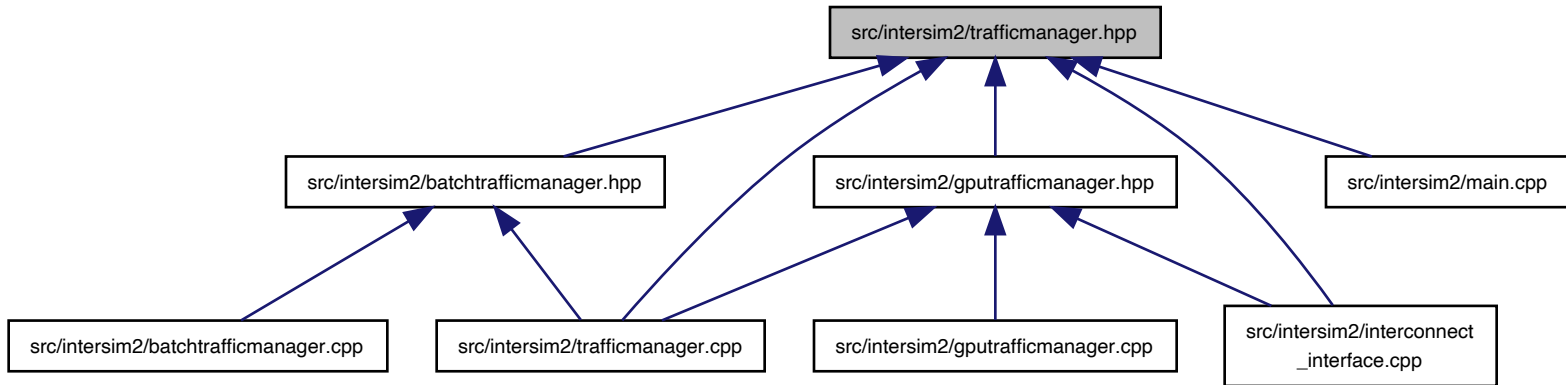 src/intersim2/trafficmanager.hpp
src/intersim2/batchtrafficmanager.hpp
src/intersim2/gputrafficmanager.hpp
src/intersim2/main.cpp
src/intersim2/batchtrafficmanager.cpp
src/intersim2/trafficmanager.cpp
src/intersim2/gputrafficmanager.cpp
src/intersim2/interconnect
_interface.cpp